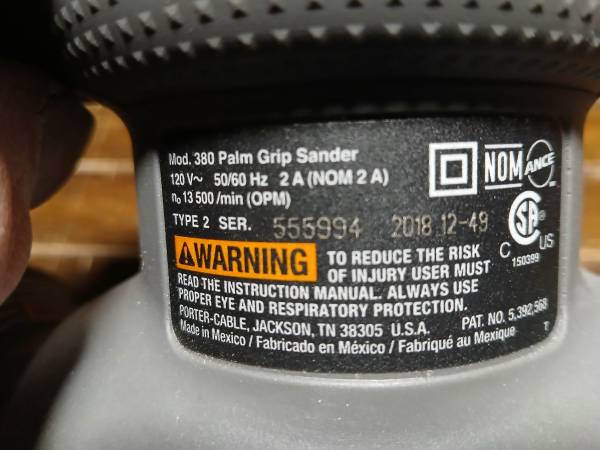 Mod. 380 Palm Grip Sander
120 V~ 50/60 Hz 2 A (NOM 2 A)
n₀ 13 500 /min (OPM)
TYPE 2 SER. 555994 2018 12-49
NOM ANCE
SA
C US
150399
WARNING TO REDUCE THE RISK
OF INJURY USER MUST
READ THE INSTRUCTION MANUAL. ALWAYS USE
PROPER EYE AND RESPIRATORY PROTECTION.
PORTER-CABLE, JACKSON, TN 38305 U.S.A. PAT. NO. 5,392,568
Made in Mexico / Fabricado en México / Fabriqué au Mexique